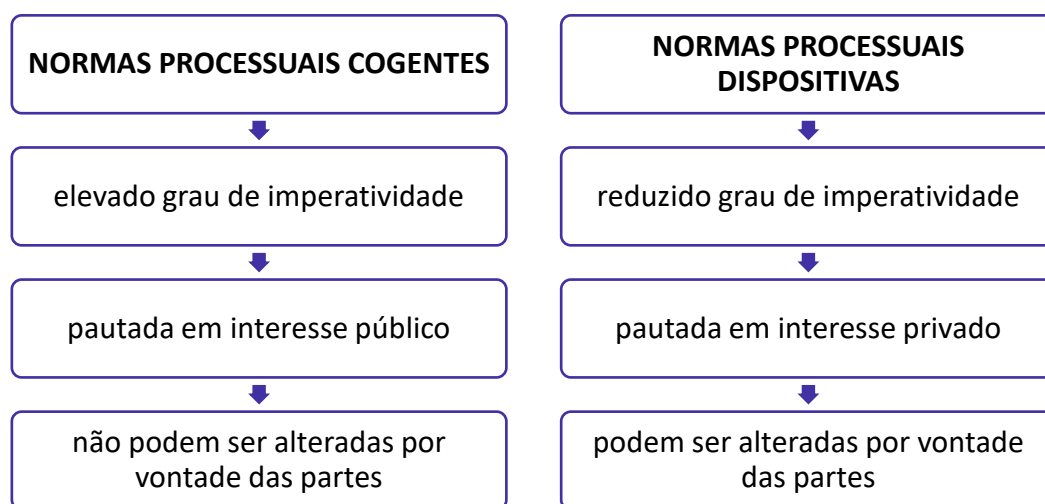 NORMAS PROCESSUAIS COGENTES
elevado grau de imperatividade
pautada em interesse público
não podem ser alteradas por
vontade das partes
NORMAS PROCESSUAIS
DISPOSITIVAS
reduzido grau de imperatividade
pautada em interesse privado
podem ser alteradas por vontade
das partes